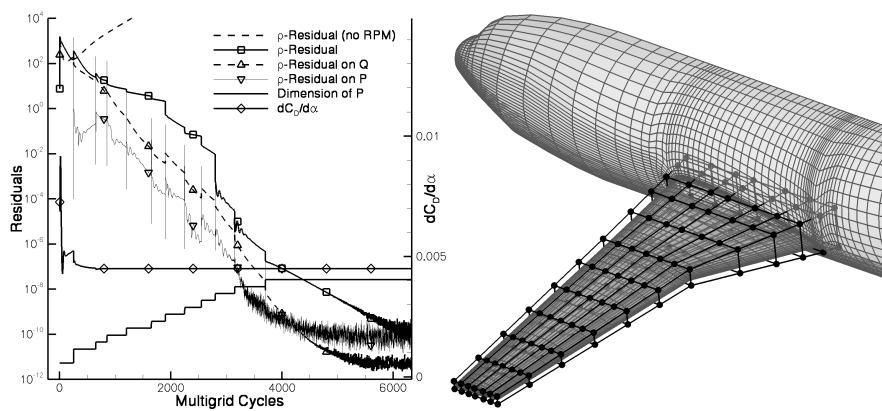 10⁴
10²
10⁰
10⁻²
10⁻⁴
10⁻⁶
10⁻⁸
10⁻¹⁰
10⁻¹²
Residuals
ρ-Residual (no RPM)
ρ-Residual
ρ-Residual on Q
ρ-Residual on P
Dimension of P
dC_D/dα
0.01
0.005
0
dC_D/dα
0 2000 4000 6000
Multigrid Cycles